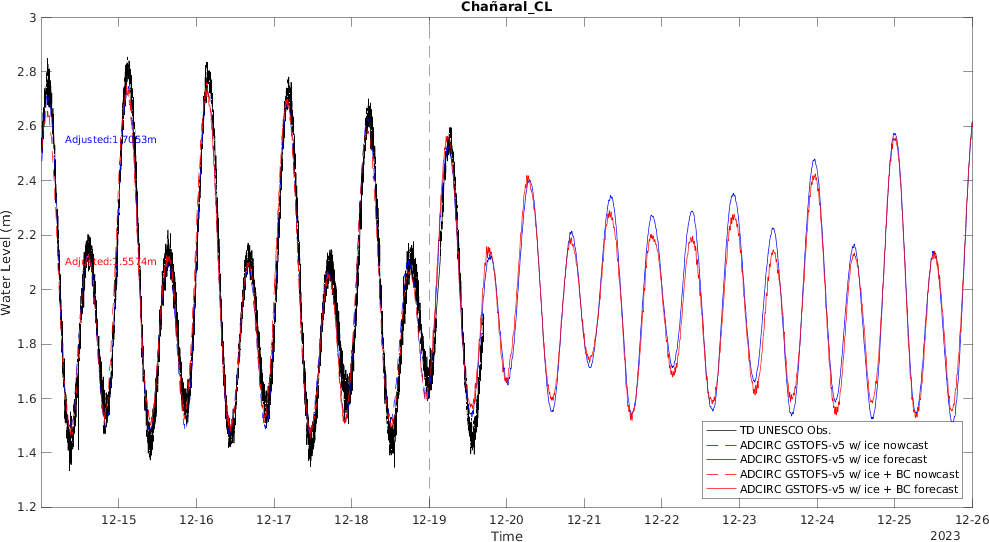 Chañaral_CL
3
2.8
2.6
2.4
2.2
2
1.8
1.6
1.4
1.2
Water Level (m)
Adjusted:1.7053m
Adjusted:1.5574m
TD UNESCO Obs.
ADCIRC GSTOFS-v5 w/ ice nowcast
ADCIRC GSTOFS-v5 w/ ice forecast
ADCIRC GSTOFS-v5 w/ ice + BC nowcast
ADCIRC GSTOFS-v5 w/ ice + BC forecast
12-15 12-16 12-17 12-18 12-19 12-20 12-21 12-22 12-23 12-24 12-25 12-26
Time
2023